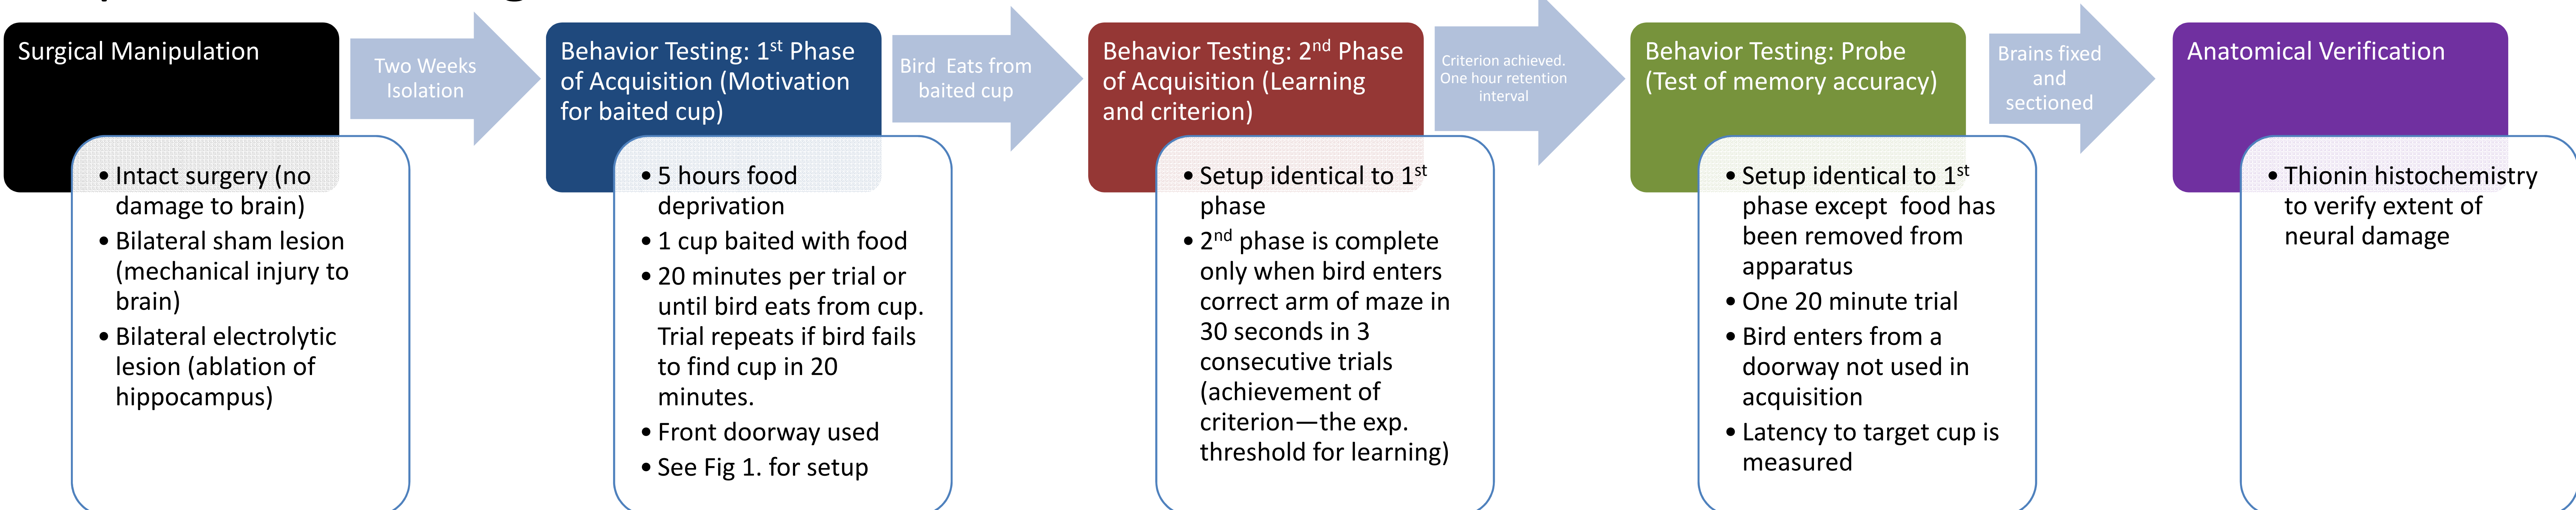 Surgical Manipulation
• Intact surgery (no
damage to brain)
• Bilateral sham lesion
(mechanical injury to
brain)
• Bilateral electrolytic
lesion (ablation of
hippocampus)
Two Weeks
Isolation
Behavior Testing: 1st Phase
of Acquisition (Motivation
for baited cup)
• 5 hours food
deprivation
• 1 cup baited with food
• 20 minutes per trial or
until bird eats from cup.
Trial repeats if bird fails
to find cup in 20
minutes.
• Front doorway used
• See Fig 1. for setup
Bird Eats from
baited cup
Behavior Testing: 2nd Phase
of Acquisition (Learning
and criterion)
• Setup identical to 1st
phase
• 2nd phase is complete
only when bird enters
correct arm of maze in
30 seconds in 3
consecutive trials
(achievement of
criterion—the exp.
threshold for learning)
Criterion achieved.
One hour retention
interval
Behavior Testing: Probe
(Test of memory accuracy)
• Setup identical to 1st
phase except food has
been removed from
apparatus
• One 20 minute trial
• Bird enters from a
doorway not used in
acquisition
• Latency to target cup is
measured
Brains fixed
and
sectioned
Anatomical Verification
• Thionin histochemistry
to verify extent of
neural damage